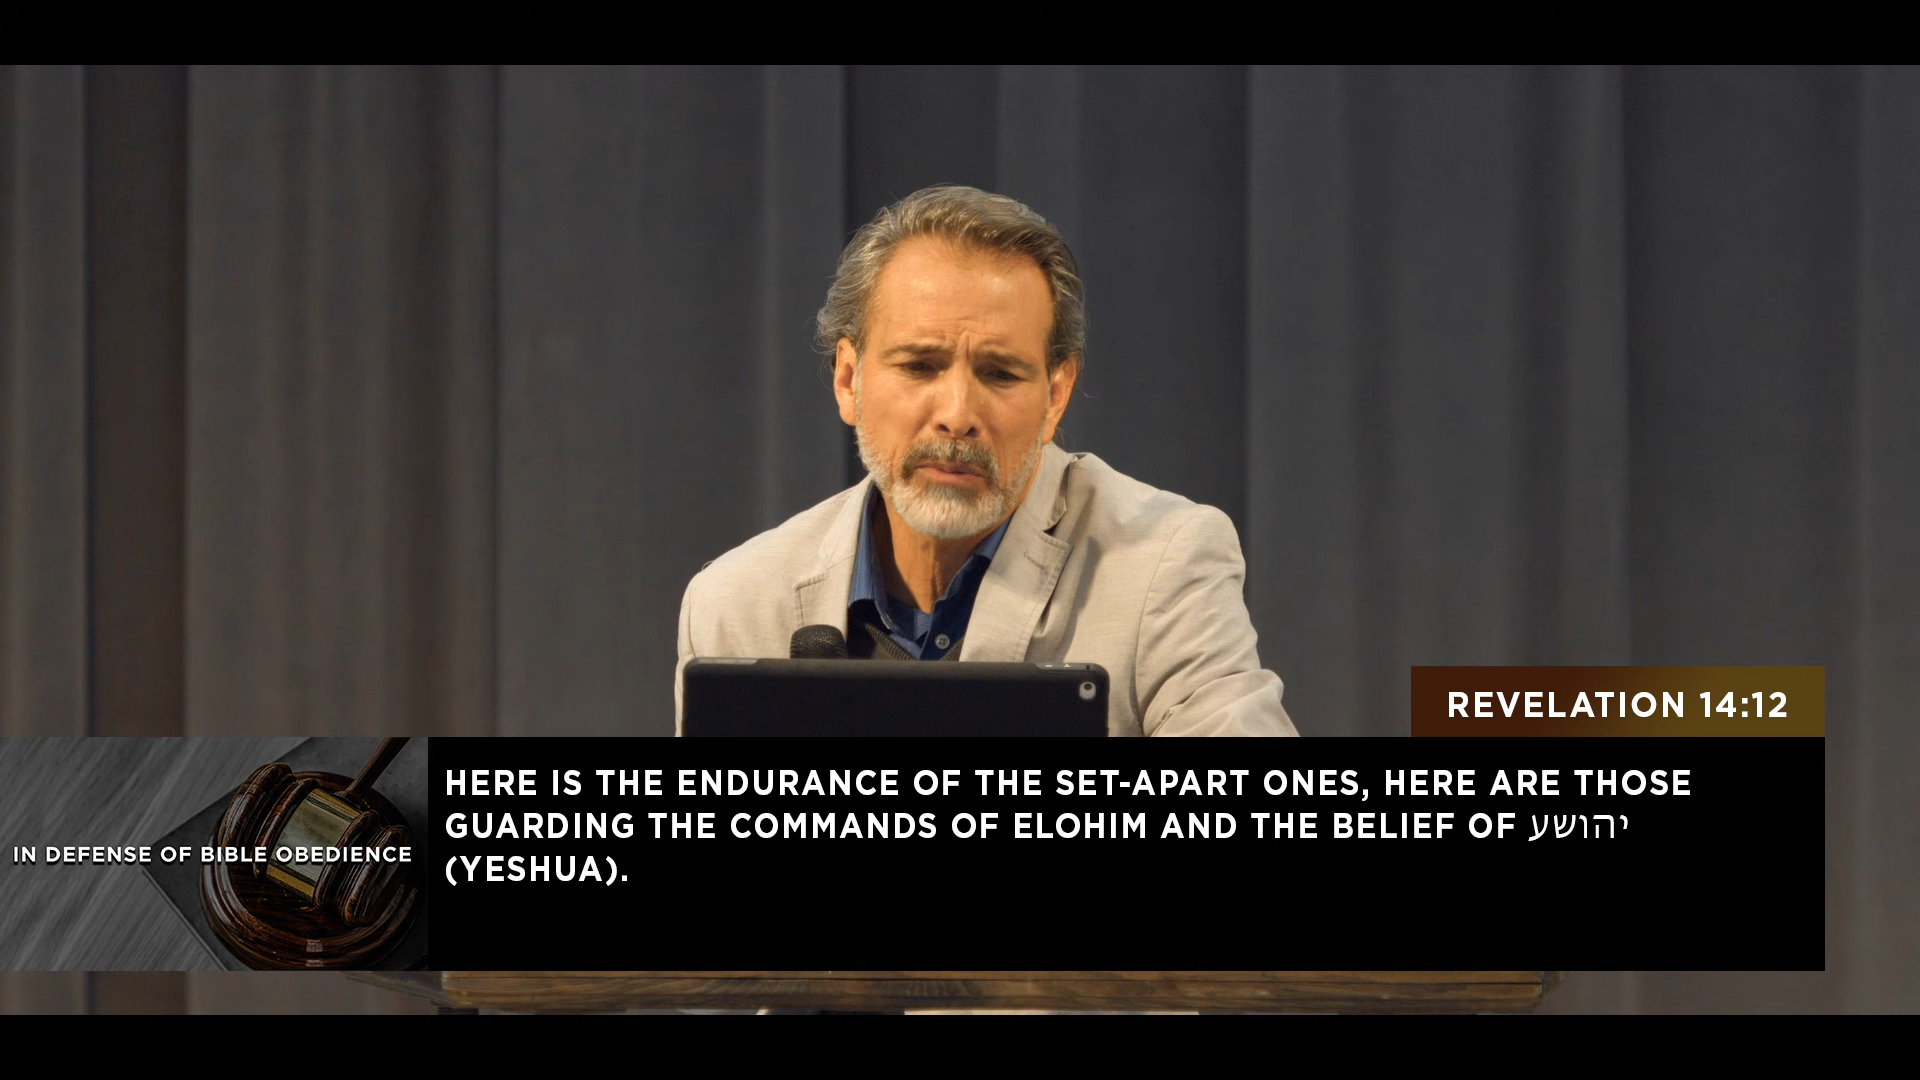 REVELATION 14:12
IN DEFENSE OF BIBLE OBEDIENCE
HERE IS THE ENDURANCE OF THE SET-APART ONES, HERE ARE THOSE
GUARDING THE COMMANDS OF ELOHIM AND THE BELIEF OF יהושע
(YESHUA).